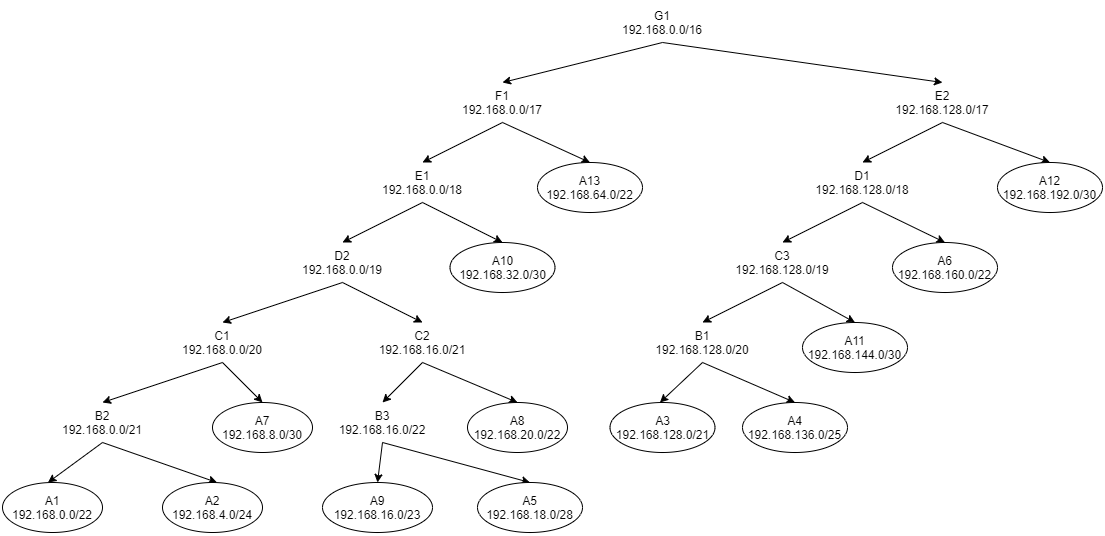 G1
192.168.0.0/16
F1
192.168.0.0/17
E2
192.168.128.0/17
E1
192.168.0.0/18
A13
192.168.64.0/22
D1
192.168.128.0/18
A12
192.168.192.0/30
D2
192.168.0.0/19
A10
192.168.32.0/30
C3
192.168.128.0/19
A6
192.168.160.0/22
C1
192.168.0.0/20
C2
192.168.16.0/21
B1
192.168.128.0/20
A11
192.168.144.0/30
B2
192.168.0.0/21
A7
192.168.8.0/30
B3
192.168.16.0/22
A8
192.168.20.0/22
A3
192.168.128.0/21
A4
192.168.136.0/25
A1
192.168.0.0/22
A2
192.168.4.0/24
A9
192.168.16.0/23
A5
192.168.18.0/28